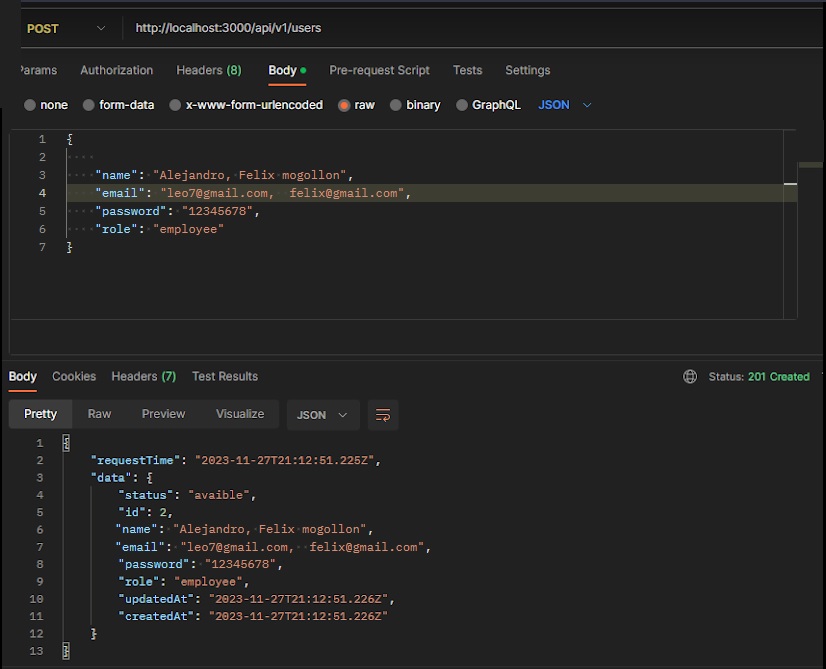 POST http://localhost:3000/api/v1/users
Params Authorization Headers (8) Body Pre-request Script Tests Settings
none form-data x-www-form-urlencoded raw binary GraphQL JSON
1 {
2
3 "name": "Alejandro, Felix mogollon",
4 "email": "leo7@gmail.com,  felix@gmail.com",
5 "password": "12345678",
6 "role": "employee"
7 }
Body Cookies Headers (7) Test Results Status: 201 Created
Pretty Raw Preview Visualize JSON
1 {
2 "requestTime": "2023-11-27T21:12:51.225Z",
3 "data": {
4 "status": "avaible",
5 "id": 2,
6 "name": "Alejandro, Felix mogollon",
7 "email": "leo7@gmail.com,  felix@gmail.com",
8 "password": "12345678",
9 "role": "employee",
10 "updatedAt": "2023-11-27T21:12:51.226Z",
11 "createdAt": "2023-11-27T21:12:51.226Z"
12 }
13 }